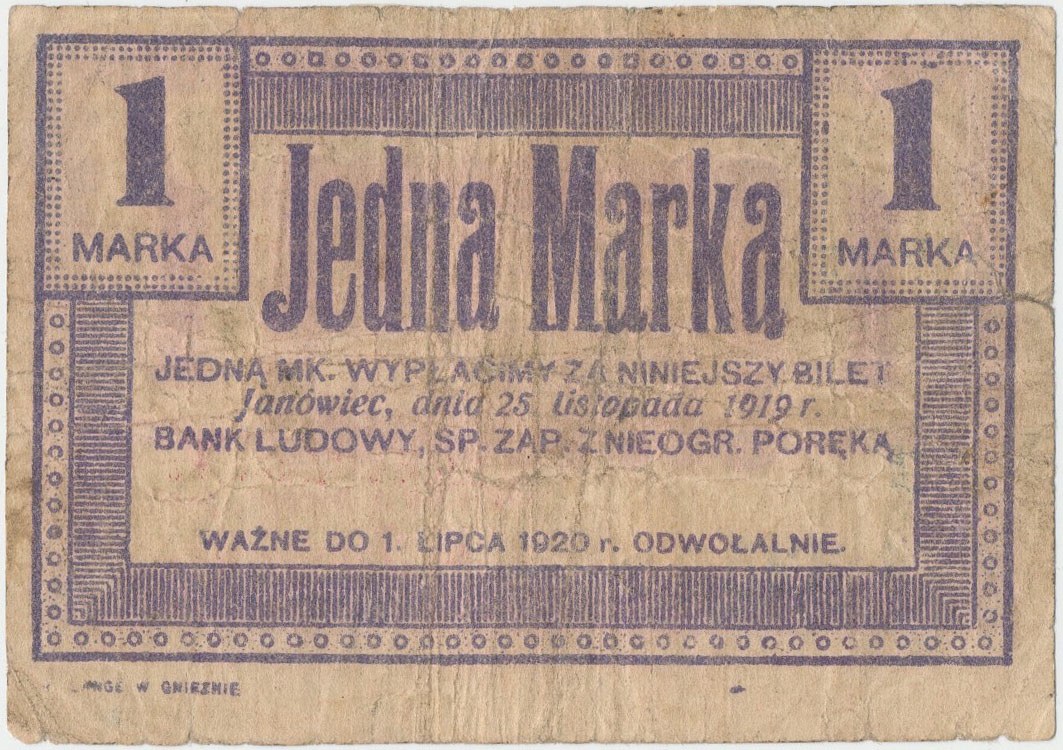 1 MARKA
1 MARKA
Jedna Marka
JEDNĄ MK. WYPŁACIMY ZA NINIEJSZY BILET
Janówiec, dnia 25 listopada 1919 r.
BANK LUDOWY, SP. ZAP. Z NIEOGR. PORĘKĄ
WAŻNE DO 1. LIPCA 1920 r. ODWOŁALNIE.
LANGE W GNIEŹNIE